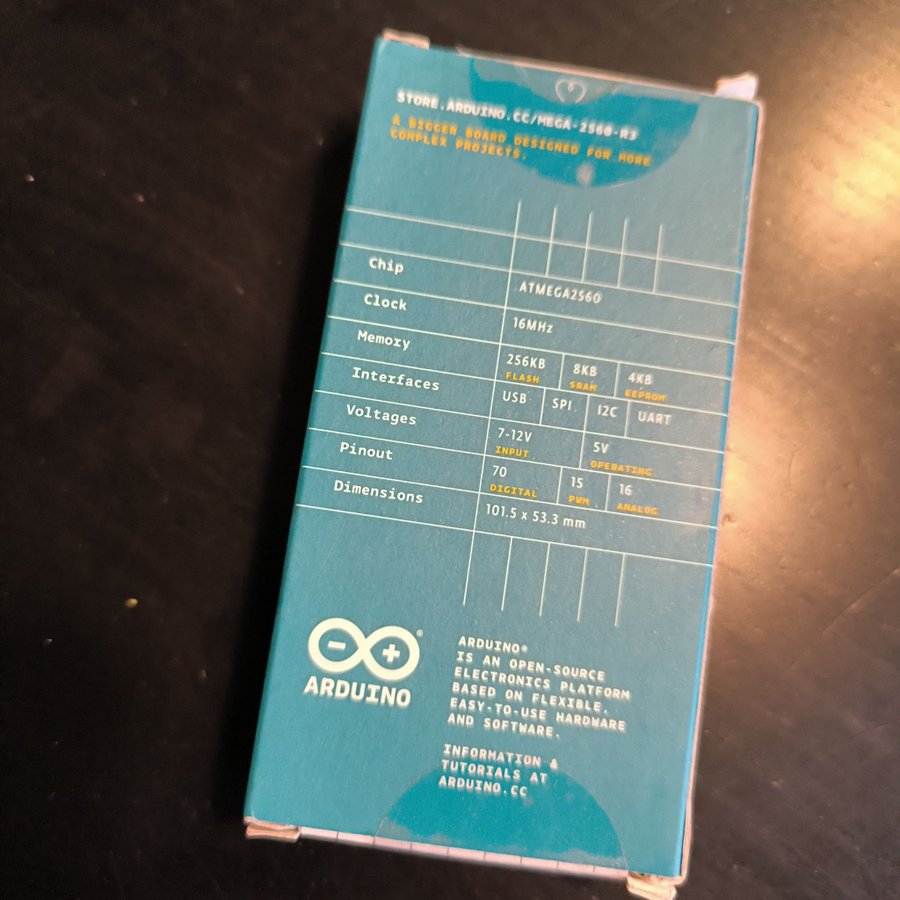 STORE.ARDUINO.CC/MEGA-2560-R3
A BIGGER BOARD DESIGNED FOR MORE
COMPLEX PROJECTS.
Chip ATMEGA2560
Clock 16MHz
Memory 256KB FLASH 8KB SRAM 4KB EEPROM
Interfaces USB SPI I2C UART
Voltages 7-12V INPUT 5V OPERATING
Pinout 70 DIGITAL 15 PWM 16 ANALOG
Dimensions 101.5 x 53.3 mm
ARDUINO
ARDUINO®
IS AN OPEN-SOURCE
ELECTRONICS PLATFORM
BASED ON FLEXIBLE,
EASY-TO-USE HARDWARE
AND SOFTWARE.
INFORMATION &
TUTORIALS AT
ARDUINO.CC